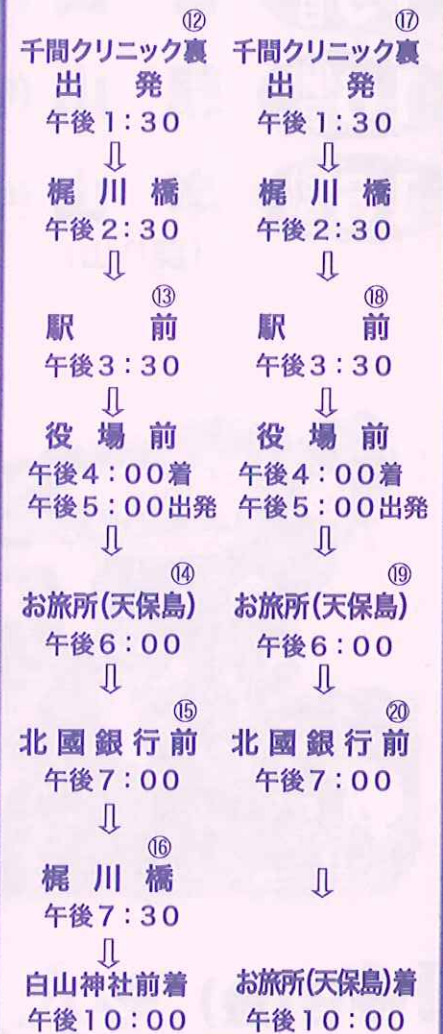 ⑫
千間クリニック裏
出発
午後1:30
⇩
梶川橋
午後2:30
⇩
⑬
駅前
午後3:30
⇩
役場前
午後4:00着
午後5:00出発
⇩
⑭
お旅所(天保島)
午後6:00
⇩
⑮
北國銀行前
午後7:00
⇩
⑯
梶川橋
午後7:30
⇩
白山神社前着
午後10:00
⑰
千間クリニック裏
出発
午後1:30
⇩
梶川橋
午後2:30
⇩
⑱
駅前
午後3:30
⇩
役場前
午後4:00着
午後5:00出発
⇩
⑲
お旅所(天保島)
午後6:00
⇩
⑳
北國銀行前
午後7:00
⇩
お旅所(天保島)着
午後10:00